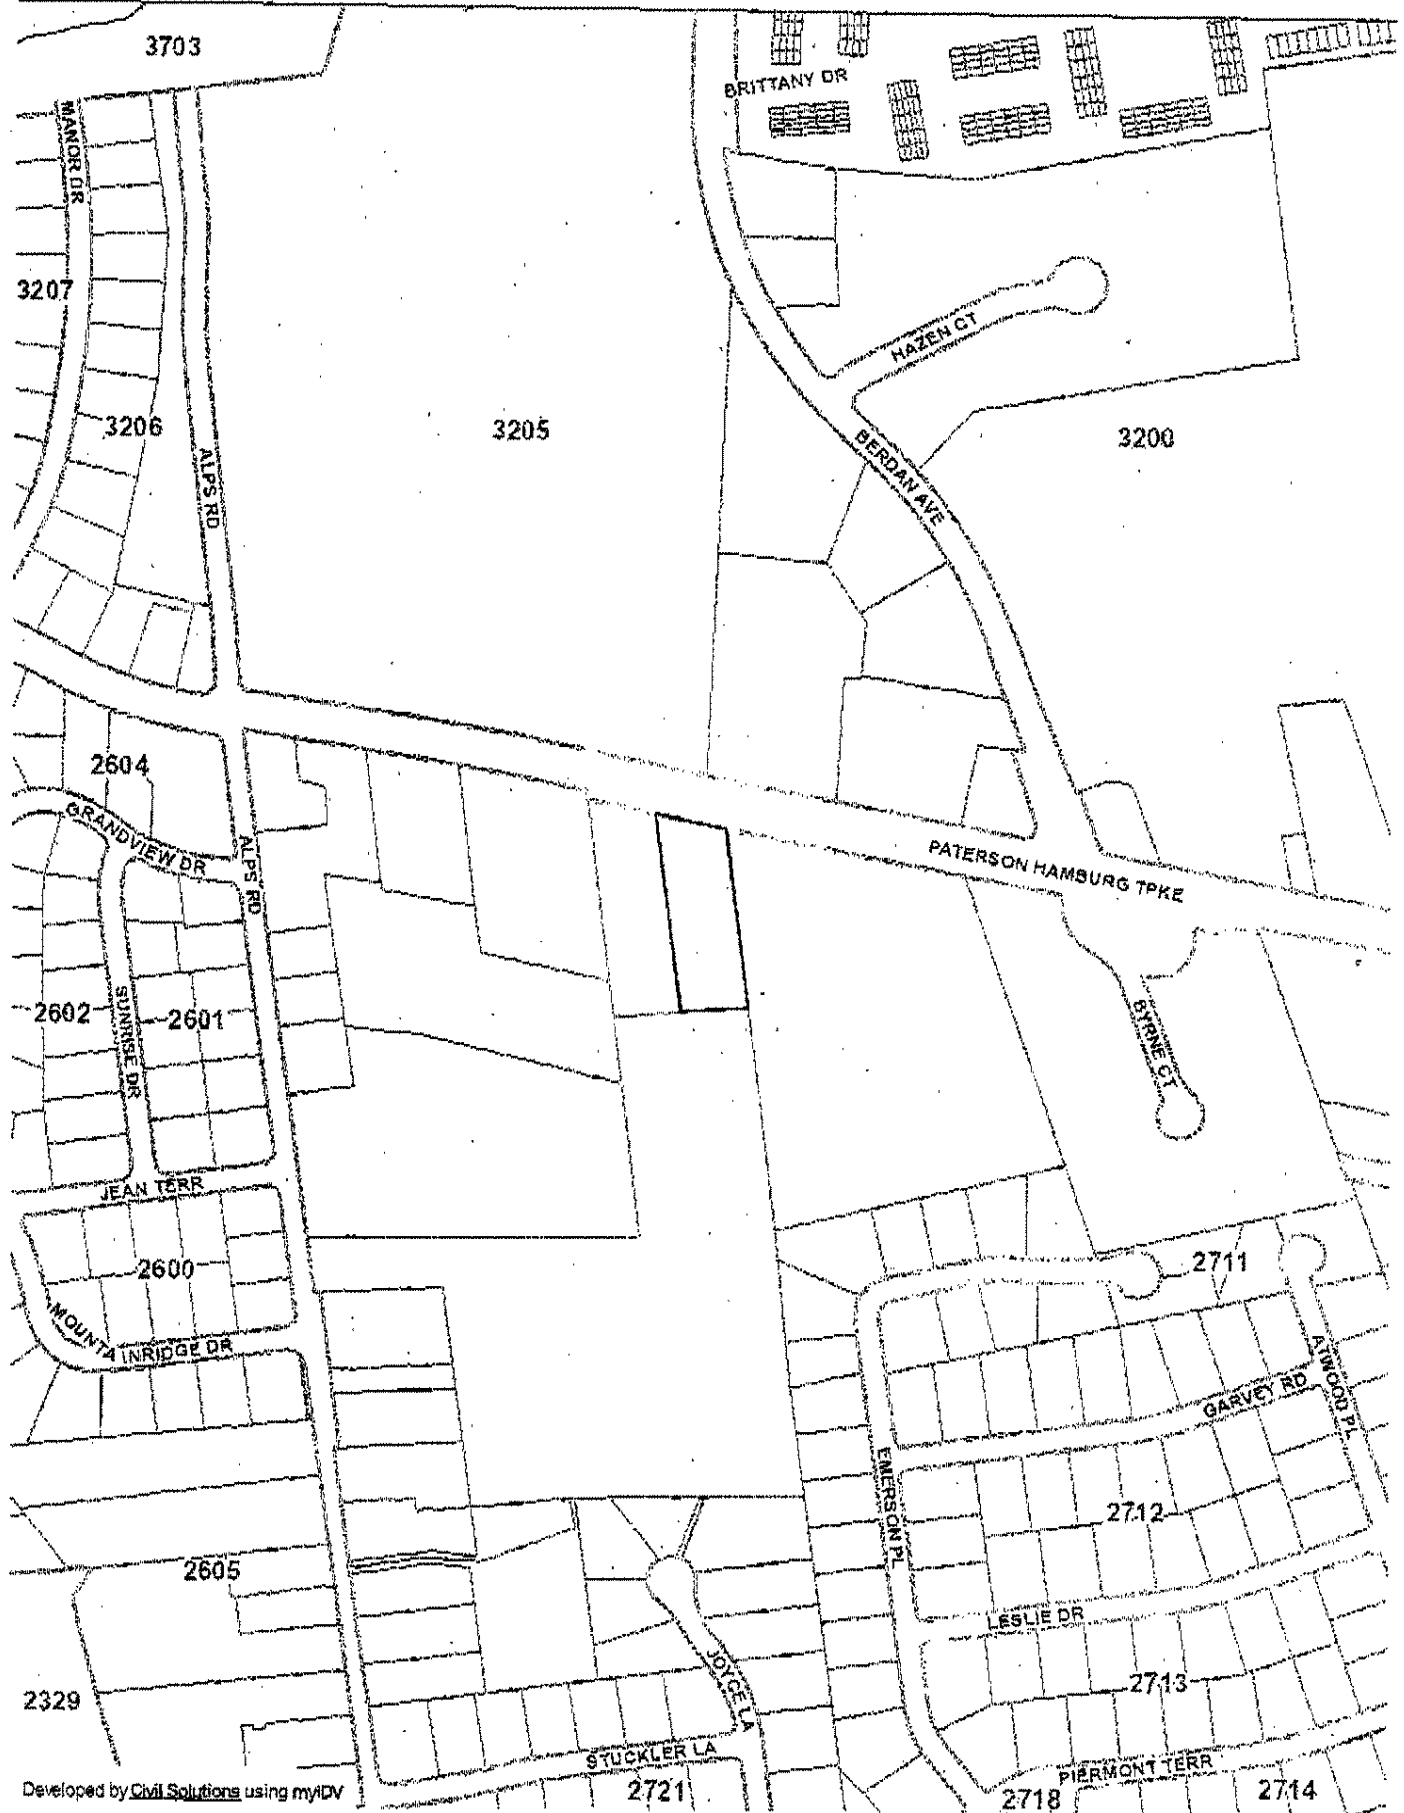 3703
BRITTANY DR
MANOR DR
3207
HAZEN CT
3206
3205
3200
ALPS RD
BERDAN AVE
2604
GRANDVIEW DR
ALPS RD
PATERSON HAMBURG TPKE
2602
SUNRISE DR
2601
BYRNE CT
JEAN TERR
2600
2711
MOUNTAINRIDGE DR
ATWOOD PL
GARVEY RD
EMERSON PL
2712
2605
LESLIE DR
JOYCE LA
2713
2329
STUCKLER LA
PIERMONT TERR
Developed by Civil Solutions using myIDV
2721
2718
2714